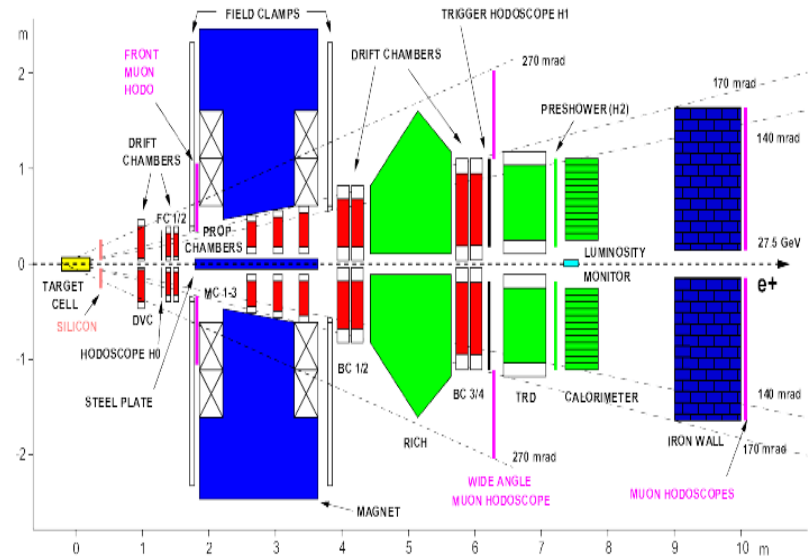 m
FIELD CLAMPS
TRIGGER HODOSCOPE H1
FRONT
MUON
HODO
DRIFT CHAMBERS
270 mrad
170 mrad
PRESHOWER (H2)
140 mrad
2
1
0
-1
-2
DRIFT
CHAMBERS
FC 1/2
PROP
CHAMBERS
27.5 GeV
LUMINOSITY
MONITOR
e+
TARGET
CELL
SILICON
DVC
MC 1-3
HODOSCOPE H0
STEEL PLATE
BC 1/2
BC 3/4
TRD
CALORIMETER
RICH
140 mrad
IRON WALL
170 mrad
270 mrad
WIDE ANGLE
MUON HODOSCOPE
MUON HODOSCOPES
MAGNET
0 1 2 3 4 5 6 7 8 9 10 m